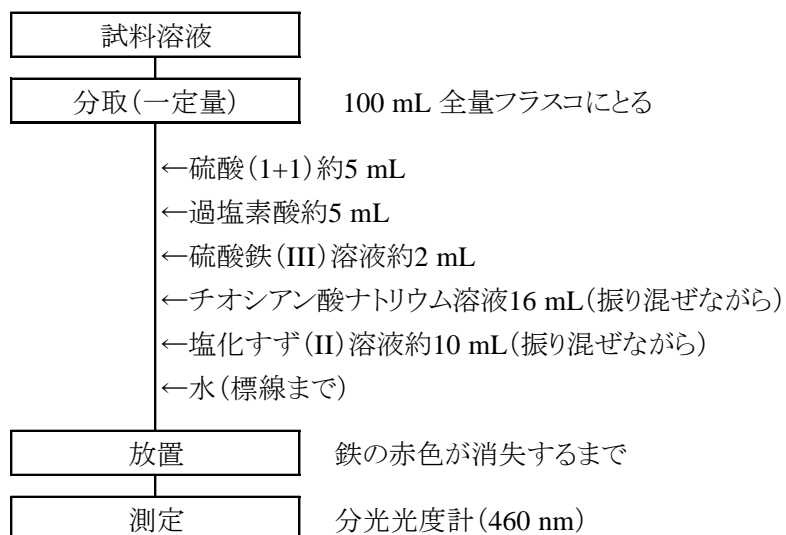 試料溶液
分取(一定量) 100 mL 全量フラスコにとる
←硫酸(1+1)約5 mL
←過塩素酸約5 mL
←硫酸鉄(III)溶液約2 mL
←チオシアン酸ナトリウム溶液16 mL(振り混ぜながら)
←塩化すず(II)溶液約10 mL(振り混ぜながら)
←水(標線まで)
放置 鉄の赤色が消失するまで
測定 分光光度計(460 nm)